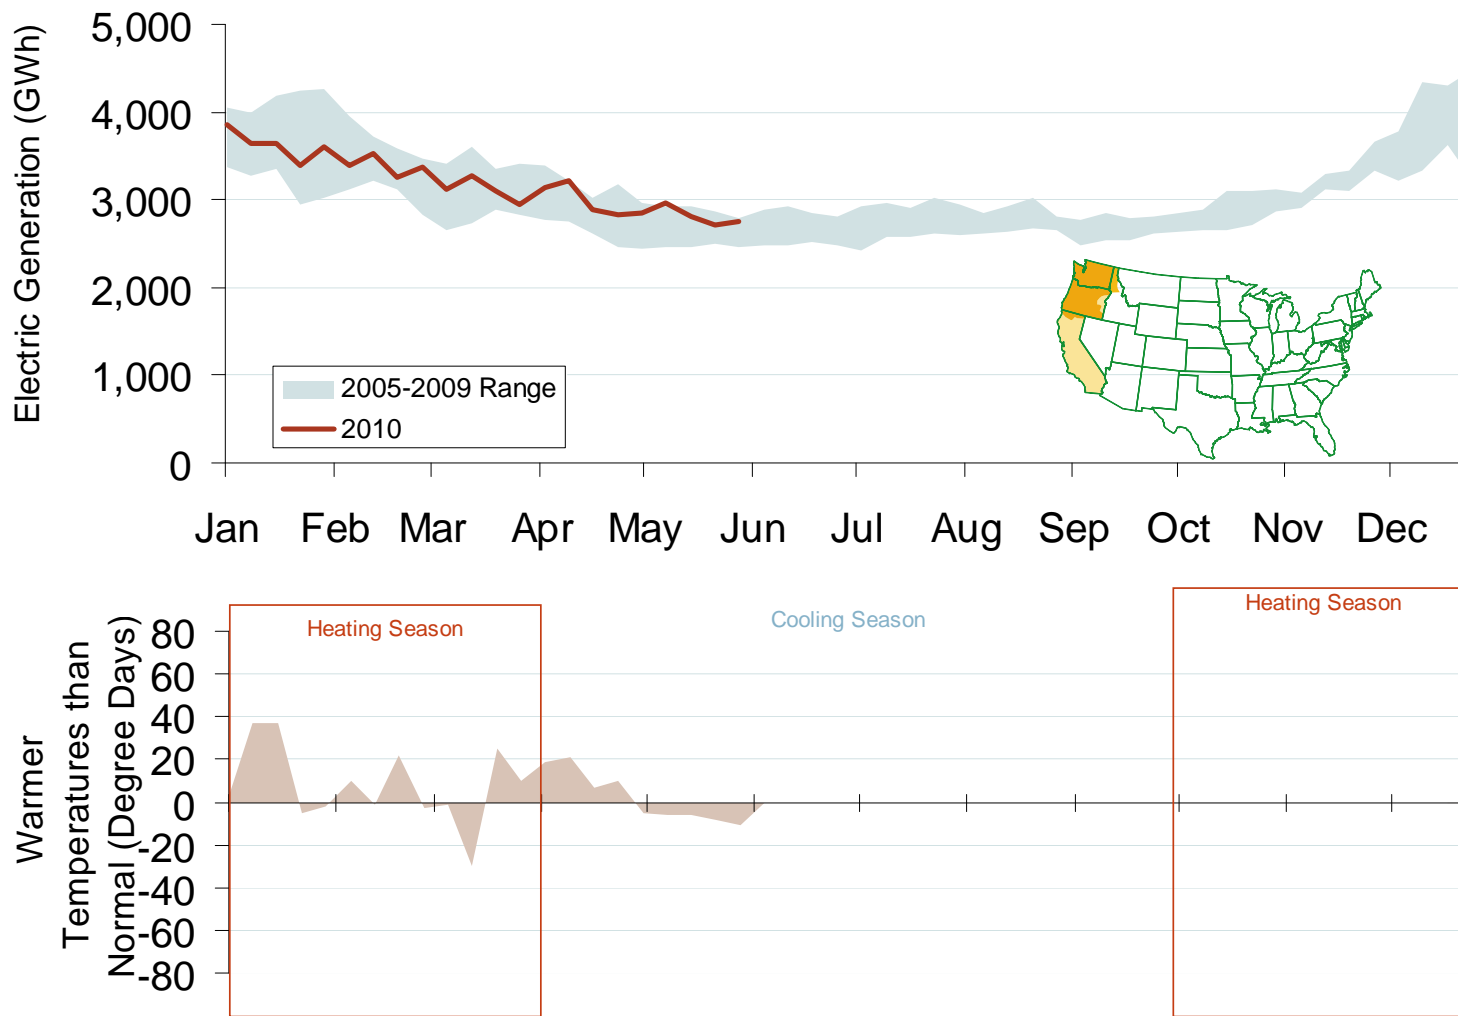 Electric Generation (GWh)
5,000
4,000
3,000
2,000
1,000
0
2005-2009 Range
2010
Jan Feb Mar Apr May Jun Jul Aug Sep Oct Nov Dec
Warmer
Temperatures than
Normal (Degree Days)
80
60
40
20
0
-20
-40
-60
-80
Heating Season
Cooling Season
Heating Season